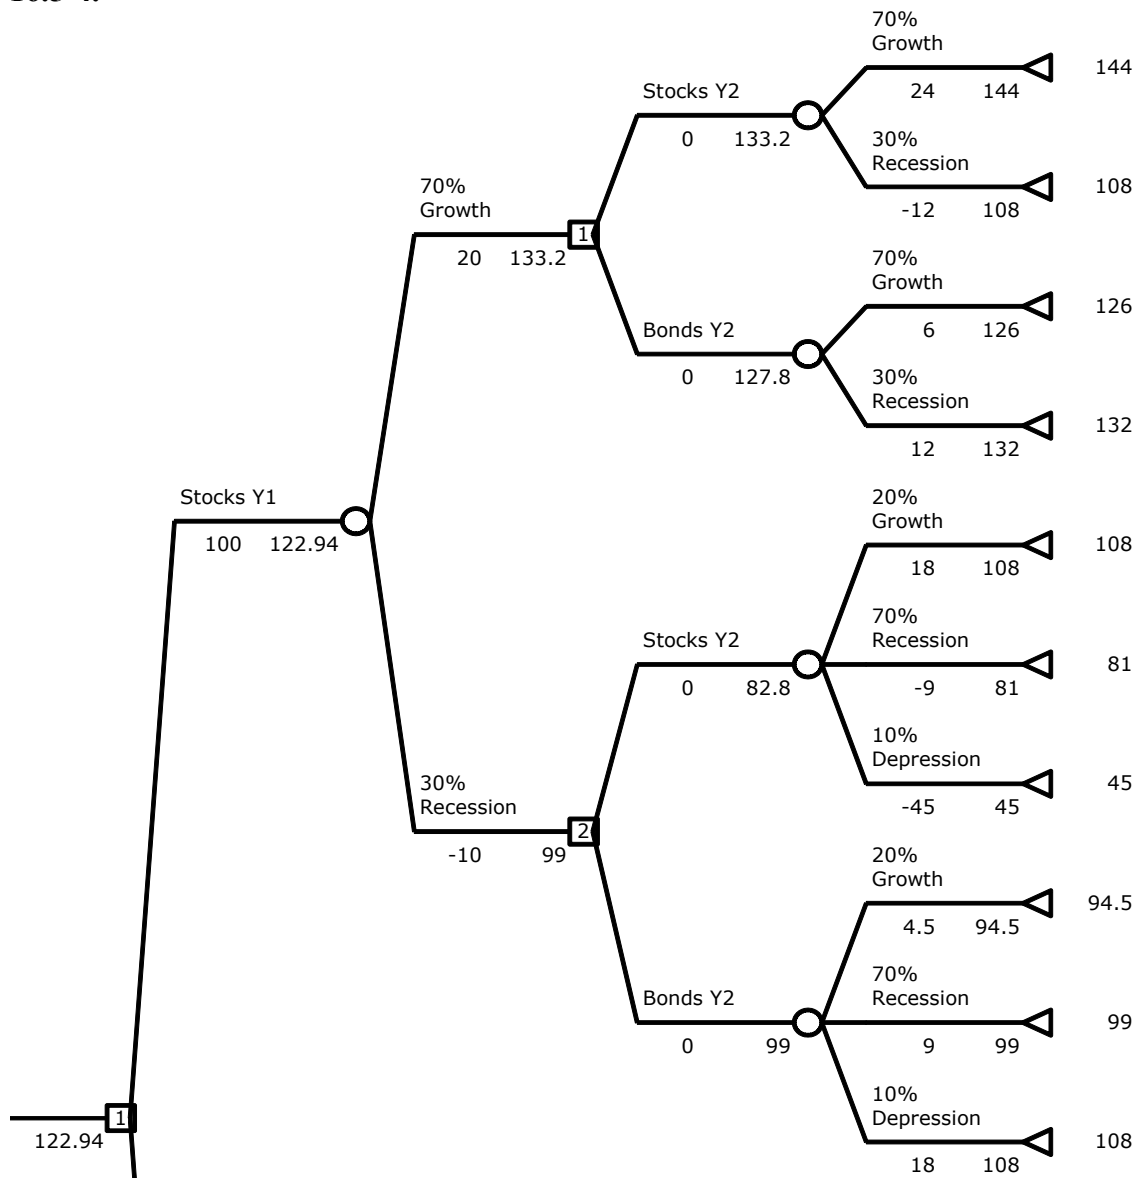 70%
Growth
144
24 144
Stocks Y2
0 133.2
30%
Recession
108
-12 108
70%
Growth
1
20 133.2
70%
Growth
126
6 126
Bonds Y2
0 127.8
30%
Recession
132
12 132
Stocks Y1
100 122.94
20%
Growth
108
18 108
Stocks Y2
0 82.8
70%
Recession
81
-9 81
10%
Depression
45
-45 45
30%
Recession
2
-10 99
20%
Growth
94.5
4.5 94.5
Bonds Y2
0 99
70%
Recession
99
9 99
10%
Depression
108
18 108
1
122.94